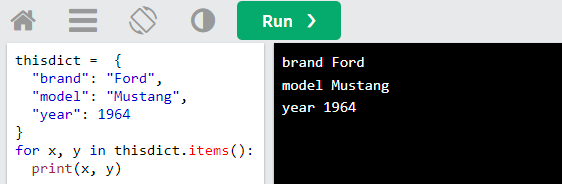 Run ❯
thisdict =  {
  "brand": "Ford",
  "model": "Mustang",
  "year": 1964
}
for x, y in thisdict.items():
  print(x, y)
brand Ford
model Mustang
year 1964